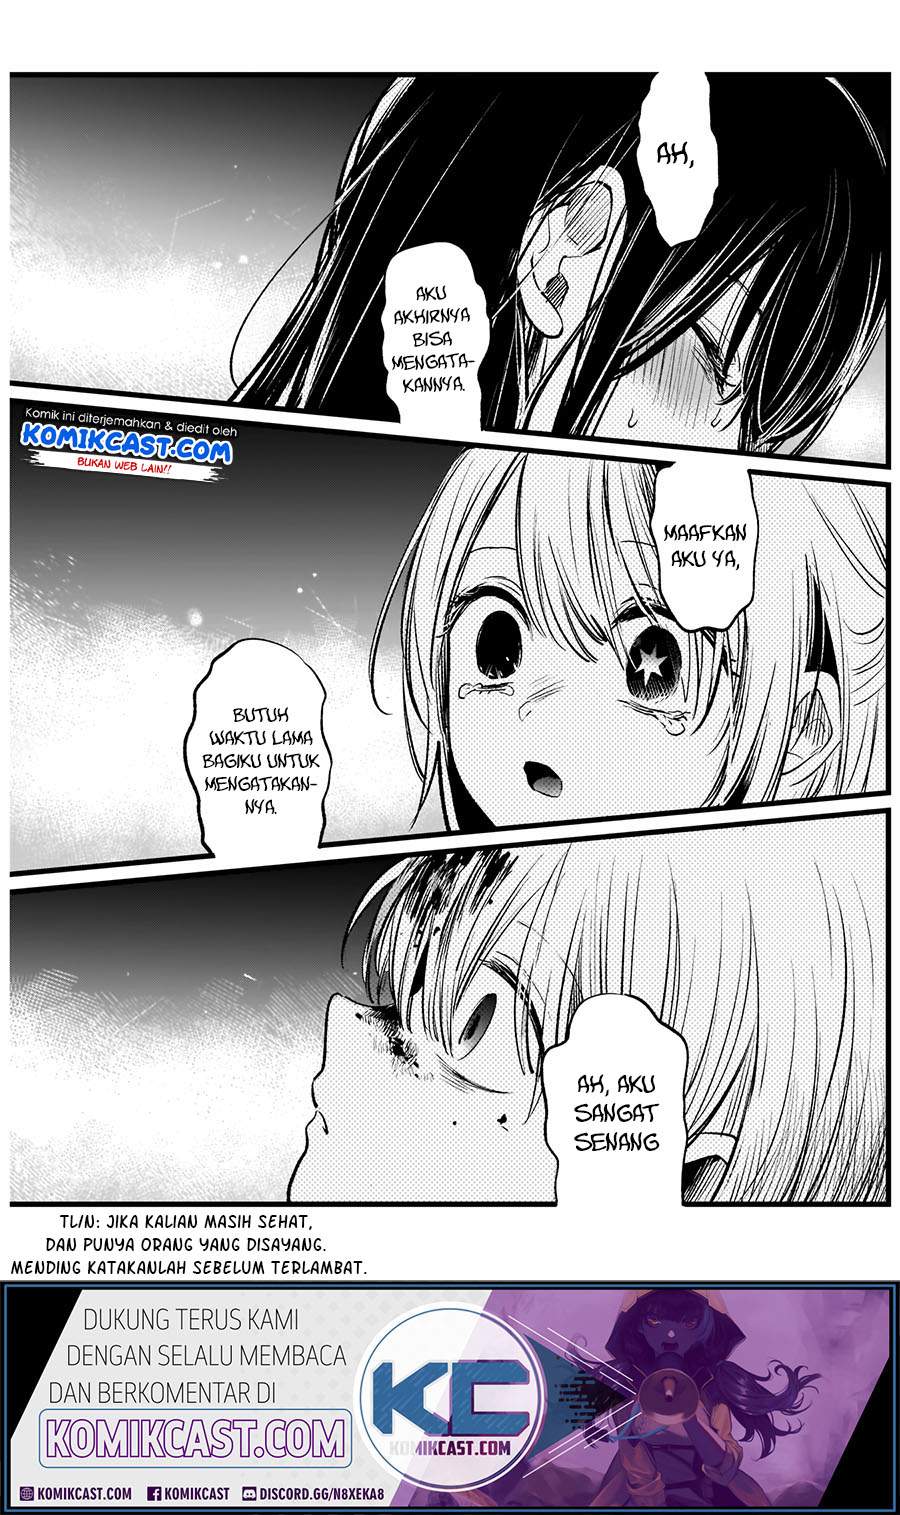 AH,
AKU
AKHIRNYA
BISA
MENGATA-
KANNYA.
Komik ini diterjemahkan & diedit oleh
KOMIKCAST.COM
BUKAN WEB LAIN!!
MAAFKAN
AKU YA,
BUTUH
WAKTU LAMA
BAGIKU UNTUK
MENGATAKAN-
NYA.
AH, AKU
SANGAT
SENANG
TL/N: JIKA KALIAN MASIH SEHAT,
DAN PUNYA ORANG YANG DISAYANG.
MENDING KATAKANLAH SEBELUM TERLAMBAT.
DUKUNG TERUS KAMI
DENGAN SELALU MEMBACA
DAN BERKOMENTAR DI
KOMIKCAST.COM
KC
KOMIKCAST.COM
KOMIKCAST.COM KOMIKCAST DISCORD.GG/N8XEKA8